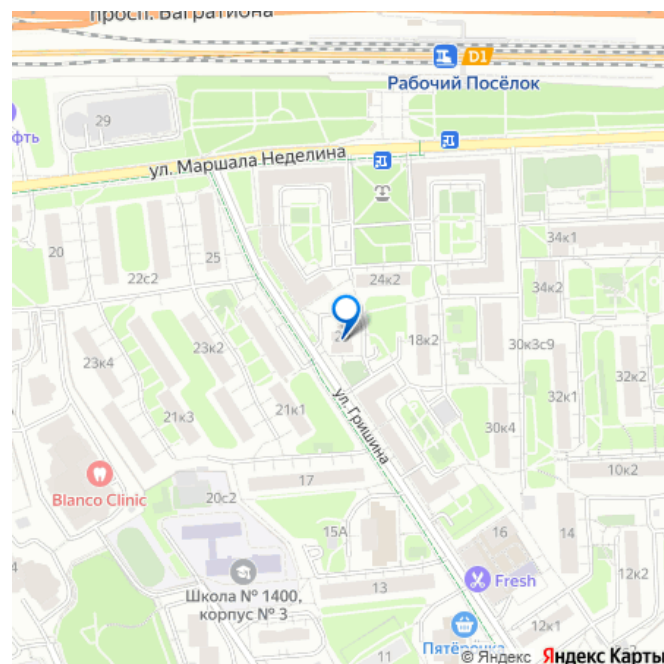 просп. Багратиона
D1
Рабочий Посёлок
29
ул. Маршала Неделина
34к1
20
22с2
25
24к2
34к2
23к4
23к2
18к2
30к3с9
32к1
32к2
21к3
21к1
ул. Гришина
30к4
Blanco Clinic
20с2
17
10к2
15А
16
14
Школа № 1400,
корпус № 3
13
Fresh
12к2
Пятёрочка
12к1
11
© Яндекс Яндекс Карты